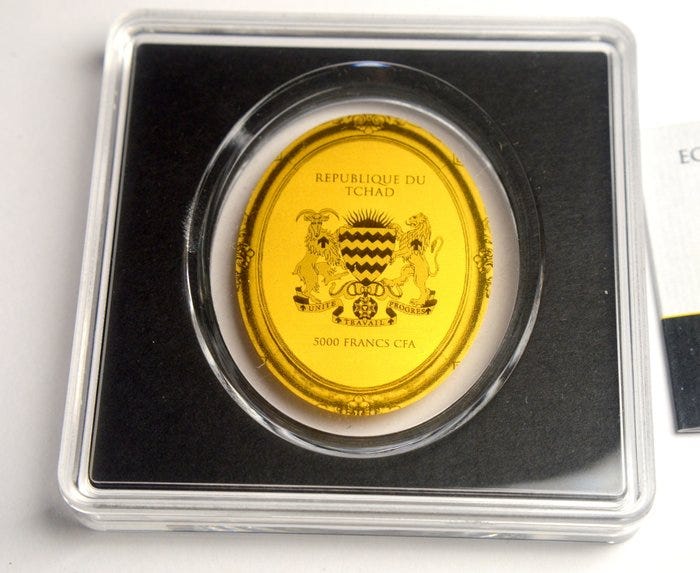 REPUBLIQUE DU
TCHAD
UNITE PROGRES
TRAVAIL
5000 FRANCS CFA